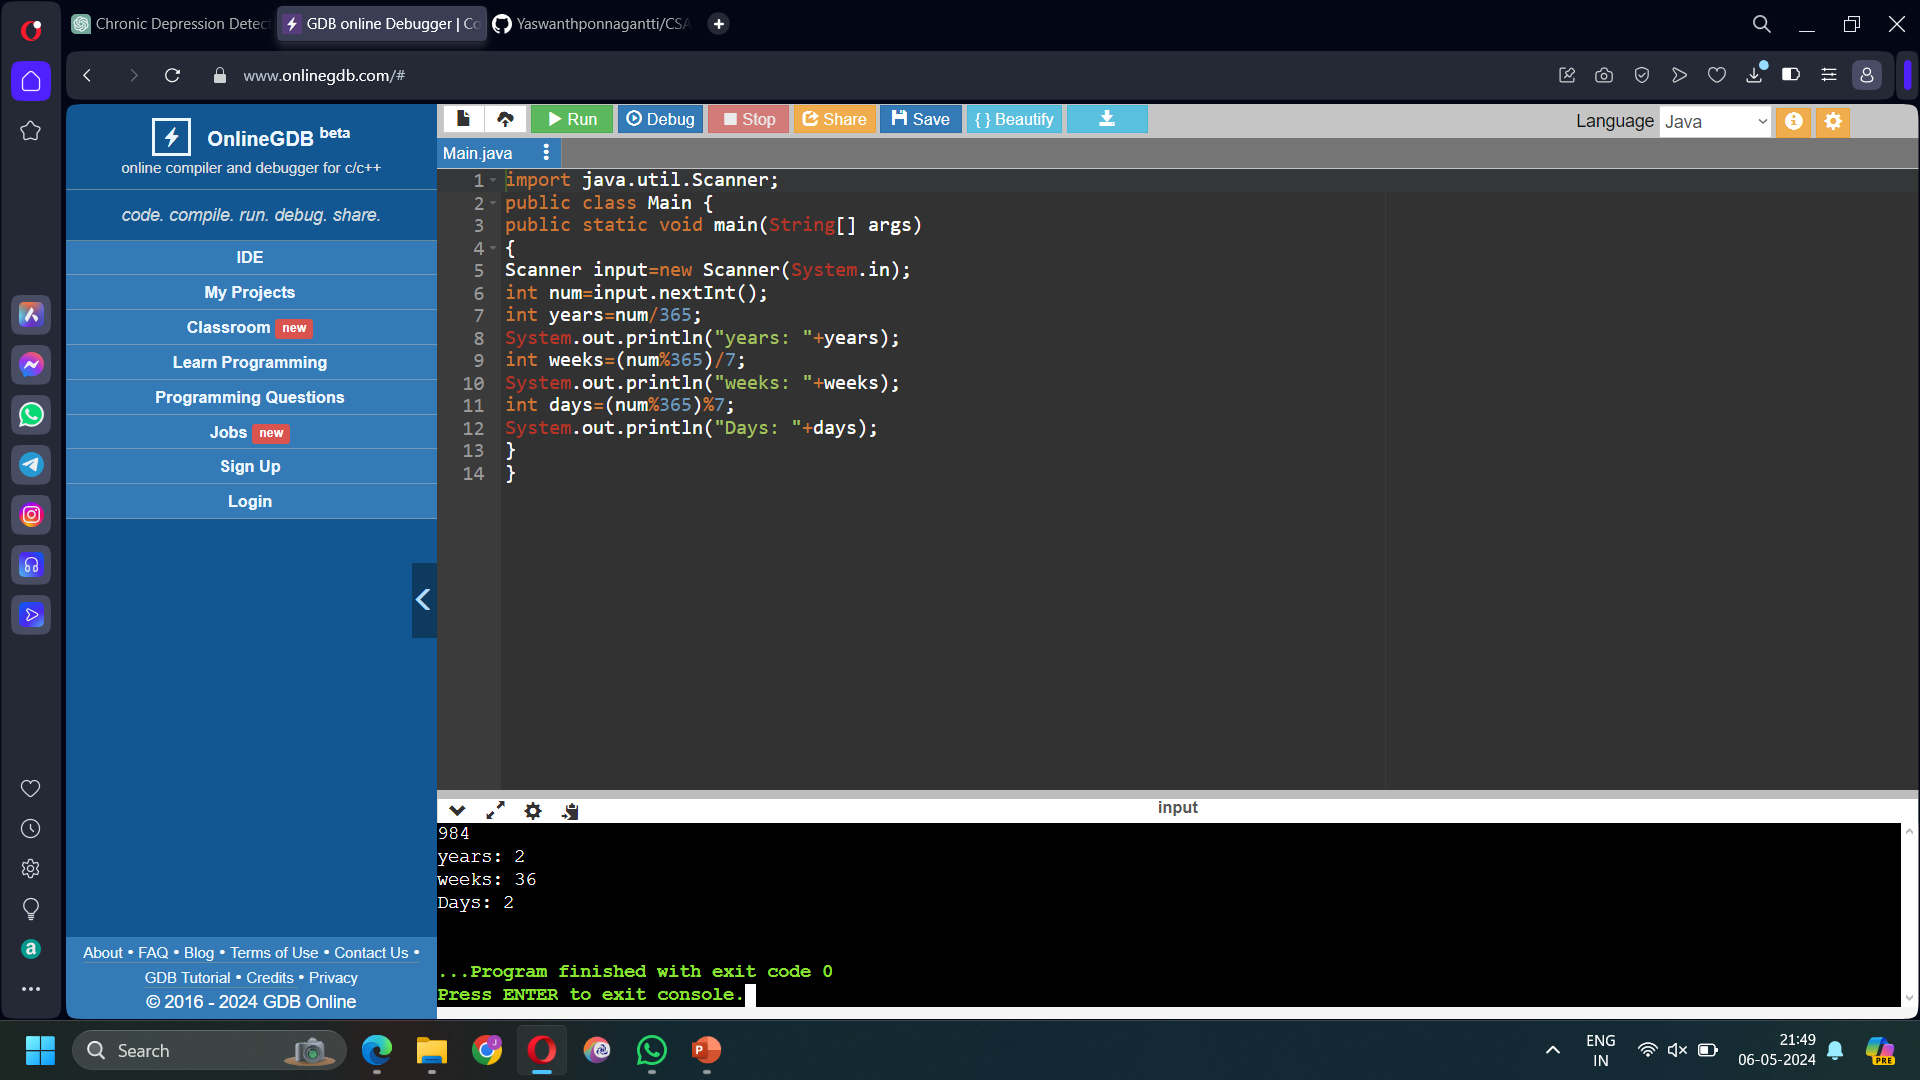 Chronic Depression Detect
GDB online Debugger | Co
Yaswanthponnagantti/CSA
www.onlinegdb.com/#
OnlineGDB beta
online compiler and debugger for c/c++
code. compile. run. debug. share.
IDE
My Projects
Classroom new
Learn Programming
Programming Questions
Jobs new
Sign Up
Login
About • FAQ • Blog • Terms of Use • Contact Us •
GDB Tutorial • Credits • Privacy
© 2016 - 2024 GDB Online
Run
Debug
Stop
Share
Save
{ } Beautify
Language Java
Main.java
1 import java.util.Scanner;
2 public class Main {
3 public static void main(String[] args)
4 {
5 Scanner input=new Scanner(System.in);
6 int num=input.nextInt();
7 int years=num/365;
8 System.out.println("years: "+years);
9 int weeks=(num%365)/7;
10 System.out.println("weeks: "+weeks);
11 int days=(num%365)%7;
12 System.out.println("Days: "+days);
13 }
14 }
input
984
years: 2
weeks: 36
Days: 2
...Program finished with exit code 0
Press ENTER to exit console.
Search
ENG
IN
21:49
06-05-2024
PRE